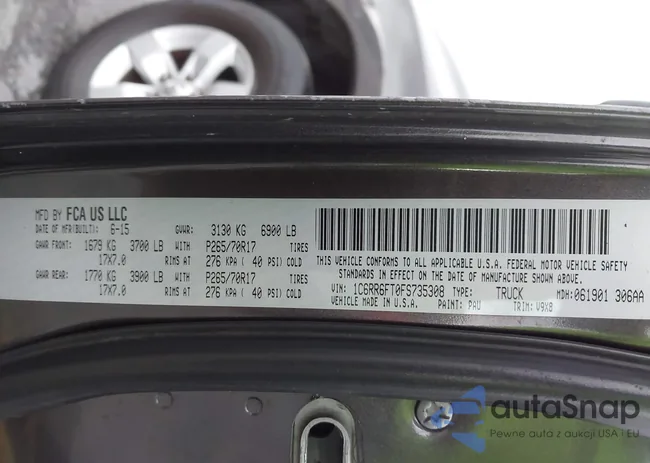 MFD BY FCA US LLC
DATE OF MFR(BUILT): 6-15 GVWR: 3130 KG 6900 LB
GAWR FRONT: 1679 KG 3700 LB WITH P265/70R17 TIRES
17X7.0 RIMS AT 276 KPA ( 40 PSI) COLD
GAWR REAR: 1770 KG 3900 LB WITH P265/70R17 TIRES
17X7.0 RIMS AT 276 KPA ( 40 PSI) COLD
THIS VEHICLE CONFORMS TO ALL APPLICABLE U.S.A. FEDERAL MOTOR VEHICLE SAFETY
STANDARDS IN EFFECT ON THE DATE OF MANUFACTURE SHOWN ABOVE.
VIN: 1C6RR6FT0FS735308 TYPE: TRUCK MDH:061901 306AA
PAINT: PAU TRIM: V9X8
autaSnap
Pewne auta z aukcji USA i EU